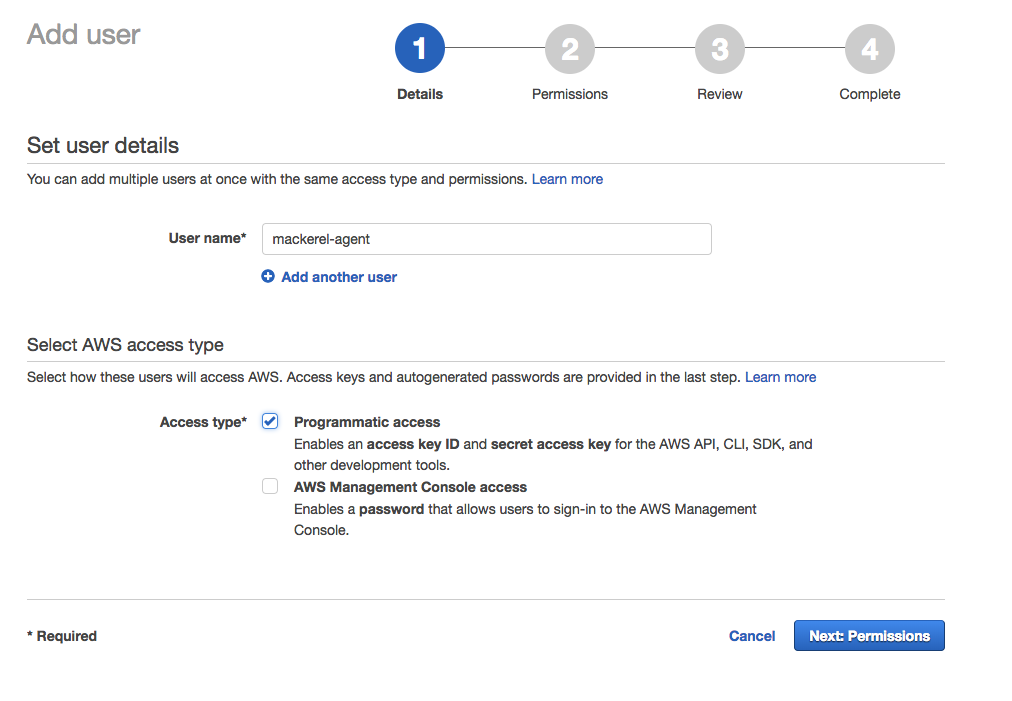 Add user
1
2
3
4
Details
Permissions
Review
Complete
Set user details
You can add multiple users at once with the same access type and permissions. Learn more
User name*
mackerel-agent
Add another user
Select AWS access type
Select how these users will access AWS. Access keys and autogenerated passwords are provided in the last step. Learn more
Access type*
Programmatic access
Enables an access key ID and secret access key for the AWS API, CLI, SDK, and
other development tools.
AWS Management Console access
Enables a password that allows users to sign-in to the AWS Management
Console.
* Required
Cancel
Next: Permissions